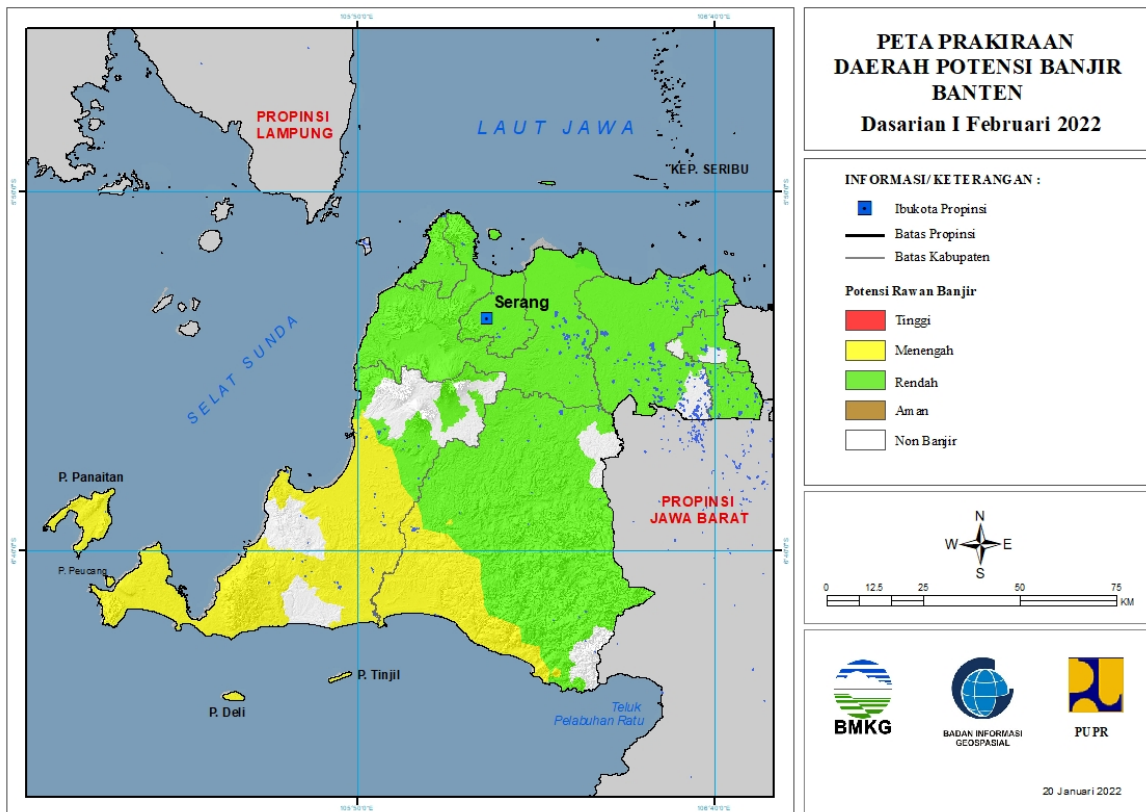 PETA PRAKIRAAN
DAERAH POTENSI BANJIR
BANTEN
Dasarian I Februari 2022
INFORMASI/KETERANGAN :
Ibukota Propinsi
Batas Propinsi
Batas Kabupaten
Potensi Rawan Banjir
Tinggi
Menengah
Rendah
Aman
Non Banjir
N
W E
S
0 12.5 25 50 75
KM
BMKG
BADAN INFORMASI
GEOSPASIAL
PUPR
20 Januari 2022
PROPINSI
LAMPUNG
LAUT JAWA
KEP. SERIBU
Serang
SELAT SUNDA
P. Panaitan
P. Peucang
PROPINSI
JAWA BARAT
P. Tinjil
P. Deli
Teluk
Pelabuhan Ratu